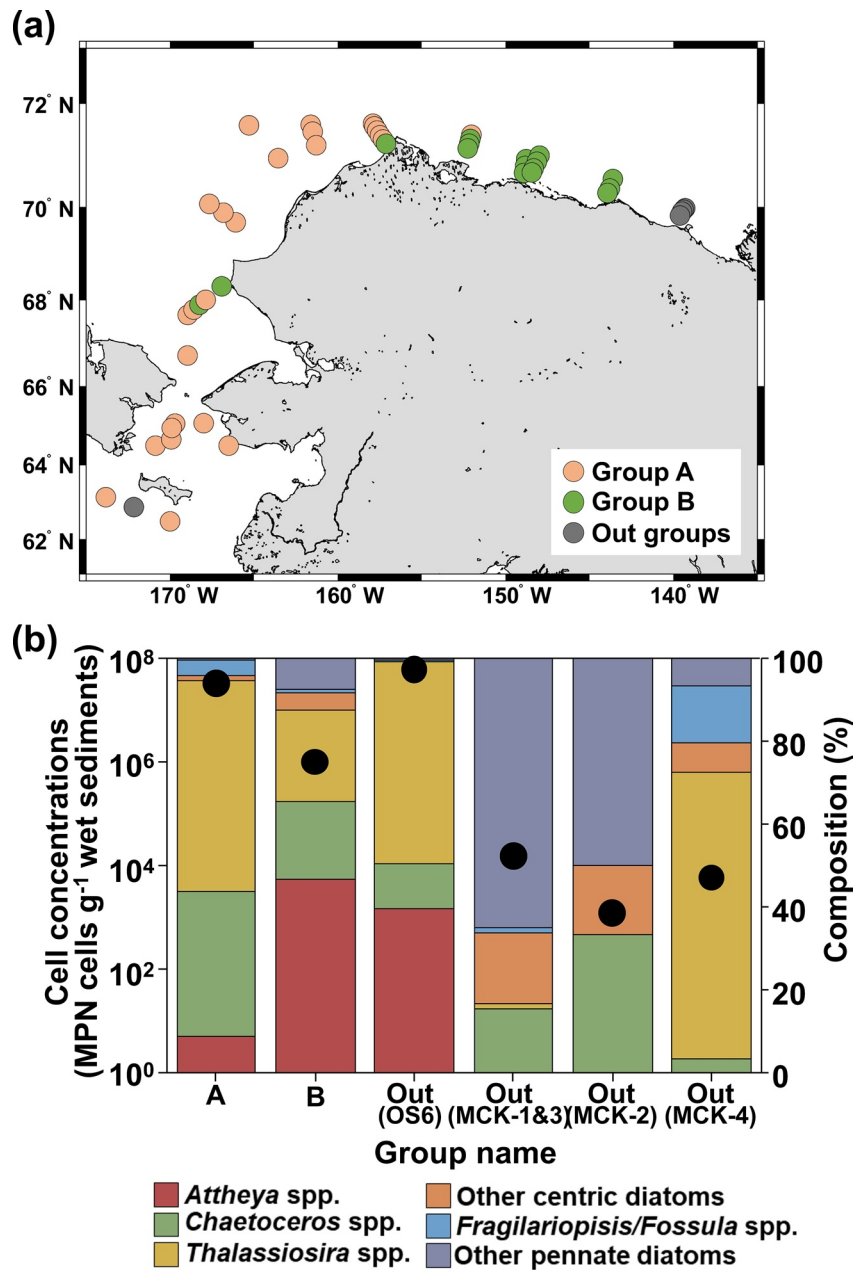 (a)
72° N
70° N
68° N
66° N
64° N
62° N
170° W
160° W
150° W
140° W
Group A
Group B
Out groups
(b)
Cell concentrations
(MPN cells g⁻¹ wet sediments)
10⁸
10⁶
10⁴
10²
10⁰
100
80
60
40
20
0
Composition (%)
A
B
Out
(OS6)
Out
(MCK-1&3)
Out
(MCK-2)
Out
(MCK-4)
Group name
Attheya spp.
Chaetoceros spp.
Thalassiosira spp.
Other centric diatoms
Fragilariopisis/Fossula spp.
Other pennate diatoms